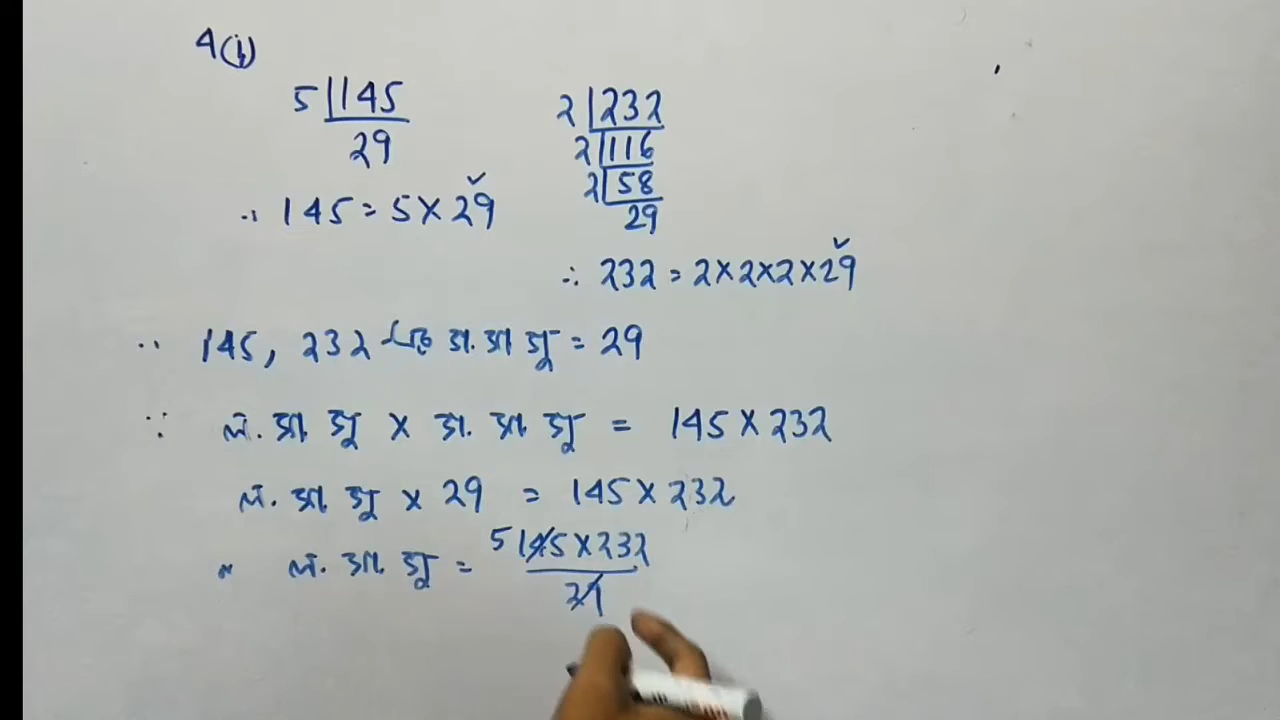 4(i)
5 | 145
29
∴ 145 = 5 × 29
2 | 232
2 | 116
2 | 58
29
∴ 232 = 2 × 2 × 2 × 29
145, 232 গ.সা.গু = 29
∵ ল.সা.গু × গ.সা.গু = 145 × 232
ল.সা.গু × 29 = 145 × 232
ল.সা.গু = 5 145 × 232
29